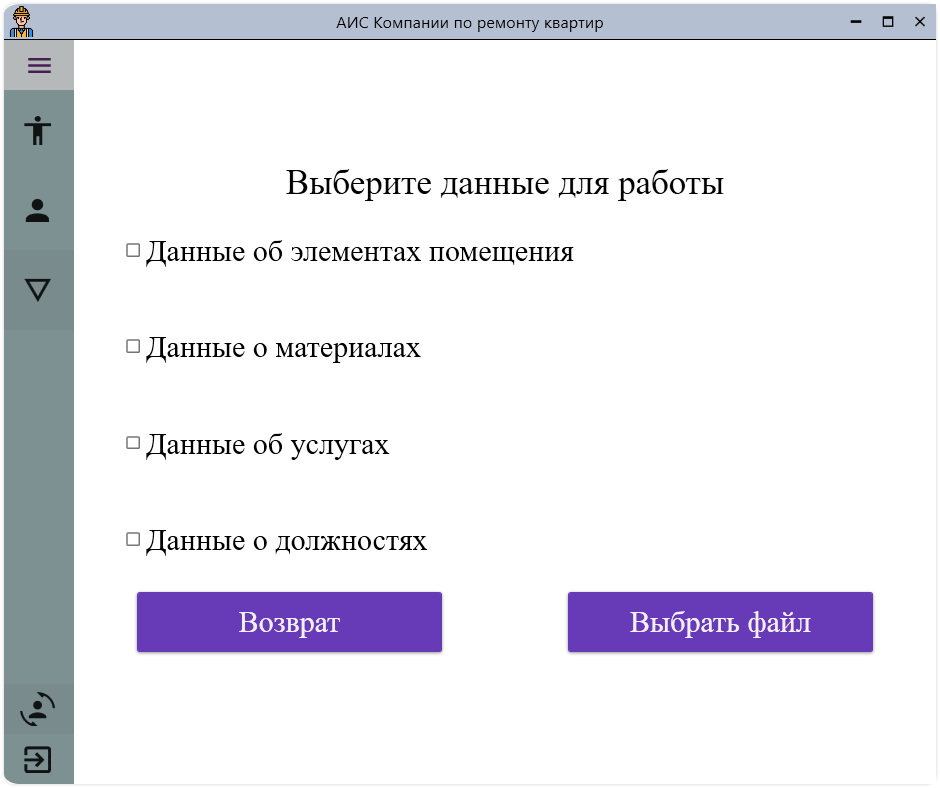 АИС Компании по ремонту квартир
Выберите данные для работы
Данные об элементах помещения
Данные о материалах
Данные об услугах
Данные о должностях
Возврат
Выбрать файл